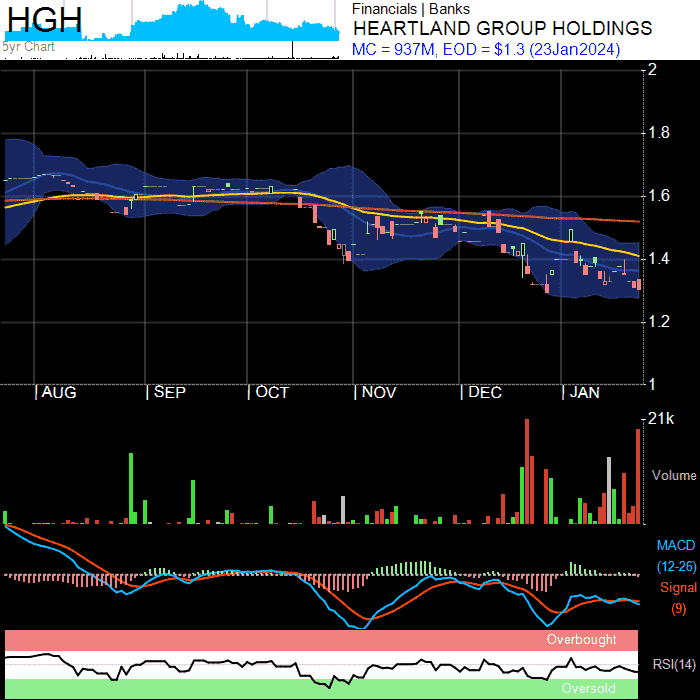 HGH
5yr Chart
Financials | Banks
HEARTLAND GROUP HOLDINGS
MC = 937M, EOD = $1.3 (23Jan2024)
2
1.8
1.6
1.4
1.2
1
| AUG | SEP | OCT | NOV | DEC | JAN
21k
Volume
MACD
(12-26)
Signal
(9)
Overbought
RSI(14)
Oversold